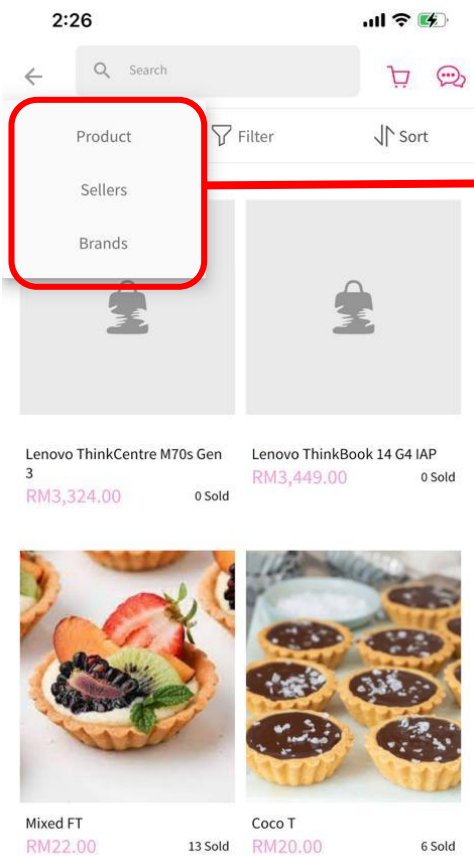 2:26
Search
Product
Filter
Sort
Sellers
Brands
Lenovo ThinkCentre M70s Gen
3
RM3,324.00
0 Sold
Lenovo ThinkBook 14 G4 IAP
RM3,449.00
0 Sold
Mixed FT
RM22.00
13 Sold
Coco T
RM20.00
6 Sold